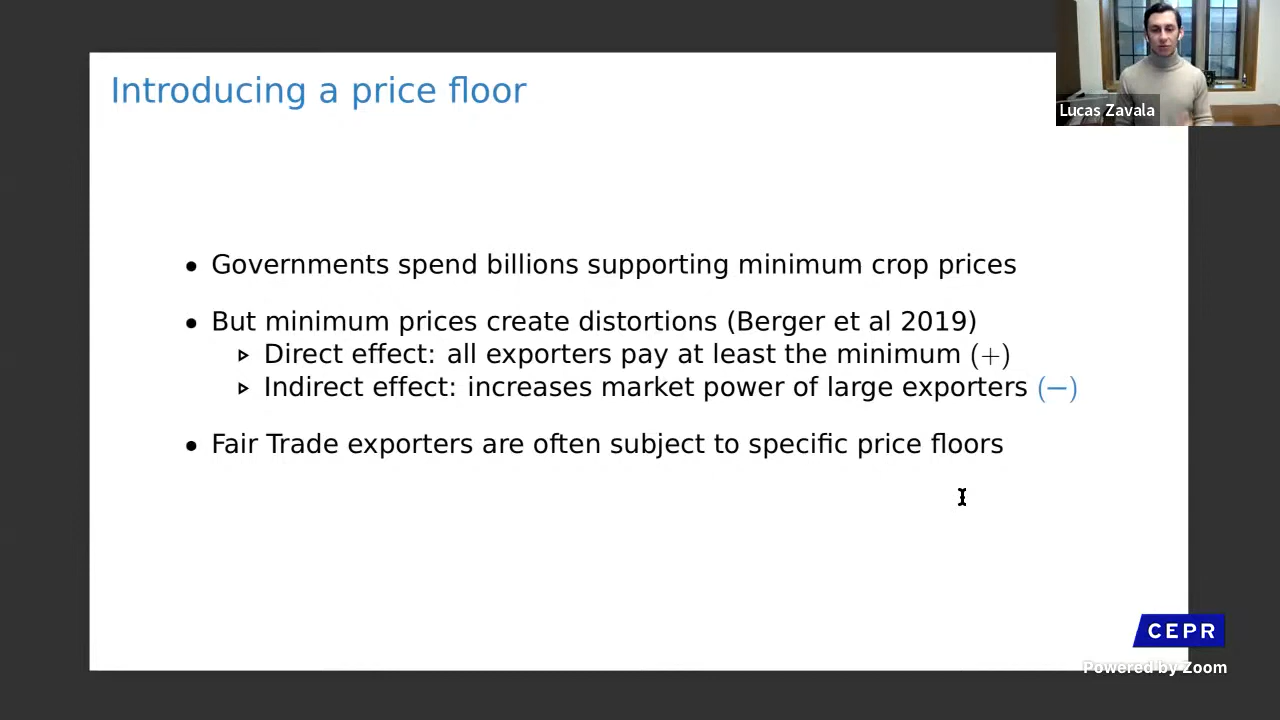 Introducing a price floor
Lucas Zavala
• Governments spend billions supporting minimum crop prices
• But minimum prices create distortions (Berger et al 2019)
▹ Direct effect: all exporters pay at least the minimum (+)
▹ Indirect effect: increases market power of large exporters (−)
• Fair Trade exporters are often subject to specific price floors
CEPR
Powered by Zoom